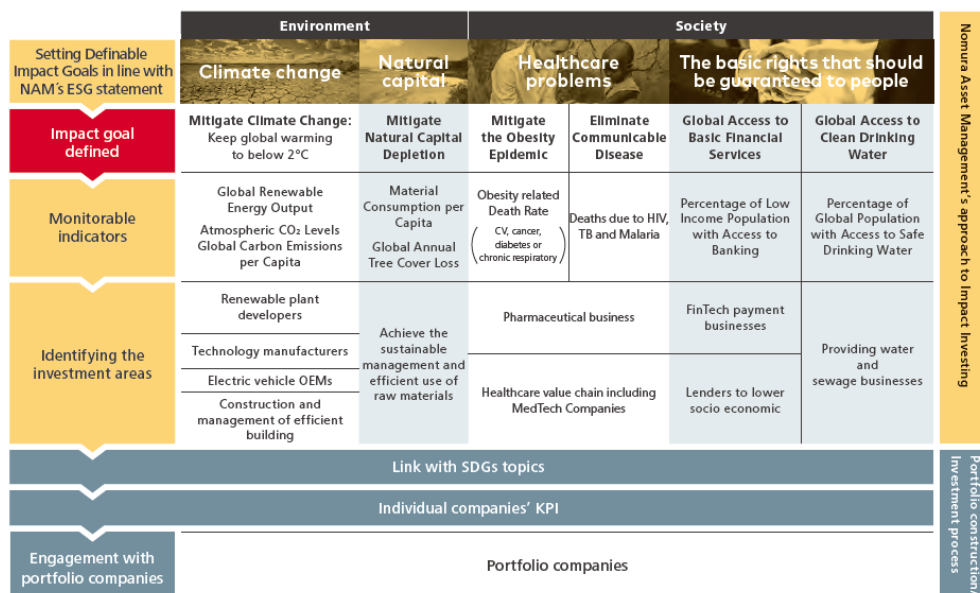 Environment
Society
Setting Definable
Impact Goals in line with
NAM's ESG statement
Climate change
Natural
capital
Healthcare
problems
The basic rights that should
be guaranteed to people
Impact goal
defined
Mitigate Climate Change:
Keep global warming
to below 2°C
Mitigate
Natural Capital
Depletion
Mitigate
the Obesity
Epidemic
Eliminate
Communicable
Disease
Global Access to
Basic Financial
Services
Global Access to
Clean Drinking
Water
Monitorable
indicators
Global Renewable
Energy Output
Atmospheric CO₂ Levels
Global Carbon Emissions
per Capita
Material
Consumption per
Capita
Global Annual
Tree Cover Loss
Obesity related
Death Rate
(CV, cancer,
diabetes or
chronic respiratory)
Deaths due to HIV,
TB and Malaria
Percentage of Low
Income Population
with Access to
Banking
Percentage of
Global Population
with Access to Safe
Drinking Water
Identifying the
investment areas
Renewable plant
developers
Technology manufacturers
Electric vehicle OEMs
Construction and
management of efficient
building
Achieve the
sustainable
management and
efficient use of
raw materials
Pharmaceutical business
Healthcare value chain including
MedTech Companies
FinTech payment
businesses
Lenders to lower
socio economic
Providing water
and
sewage businesses
Nomura Asset Management's approach to Impact Investing
Link with SDGs topics
Individual companies' KPI
Engagement with
portfolio companies
Portfolio companies
Portfolio construction/
Investment process